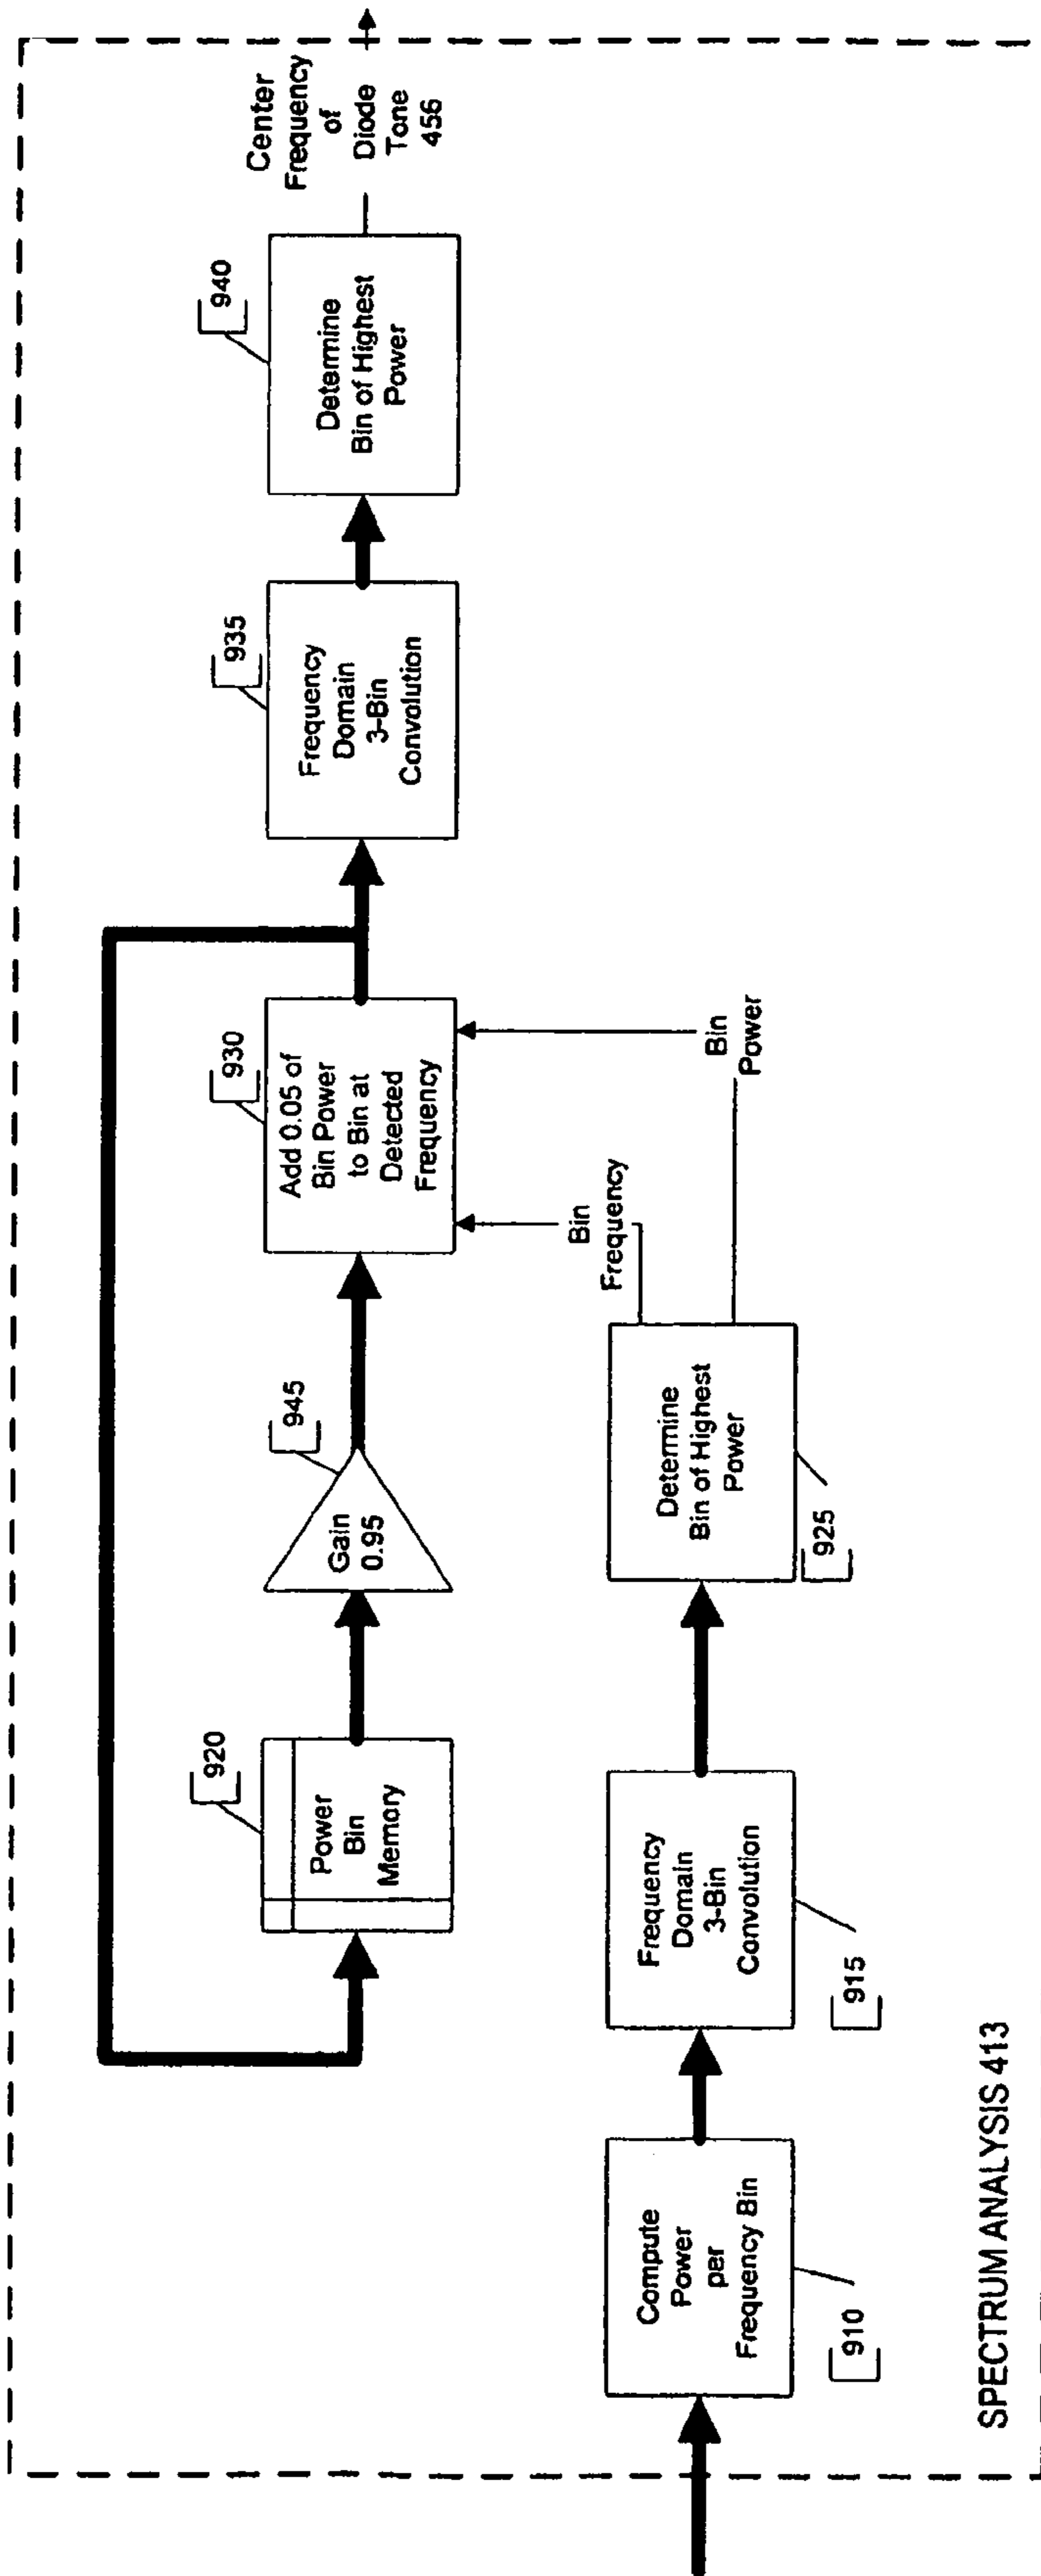 920
Power
Bin
Memory
945
Gain
0.95
930
Add 0.05 of
Bin Power
to Bin at
Detected
Frequency
935
Frequency
Domain
3-Bin
Convolution
940
Determine
Bin of Highest
Power
Center
Frequency
of
Diode
Tone
456
Compute
Power
per
Frequency Bin
910
Frequency
Domain
3-Bin
Convolution
915
Determine
Bin of Highest
Power
925
Bin
Frequency
Bin
Power
SPECTRUM ANALYSIS 413